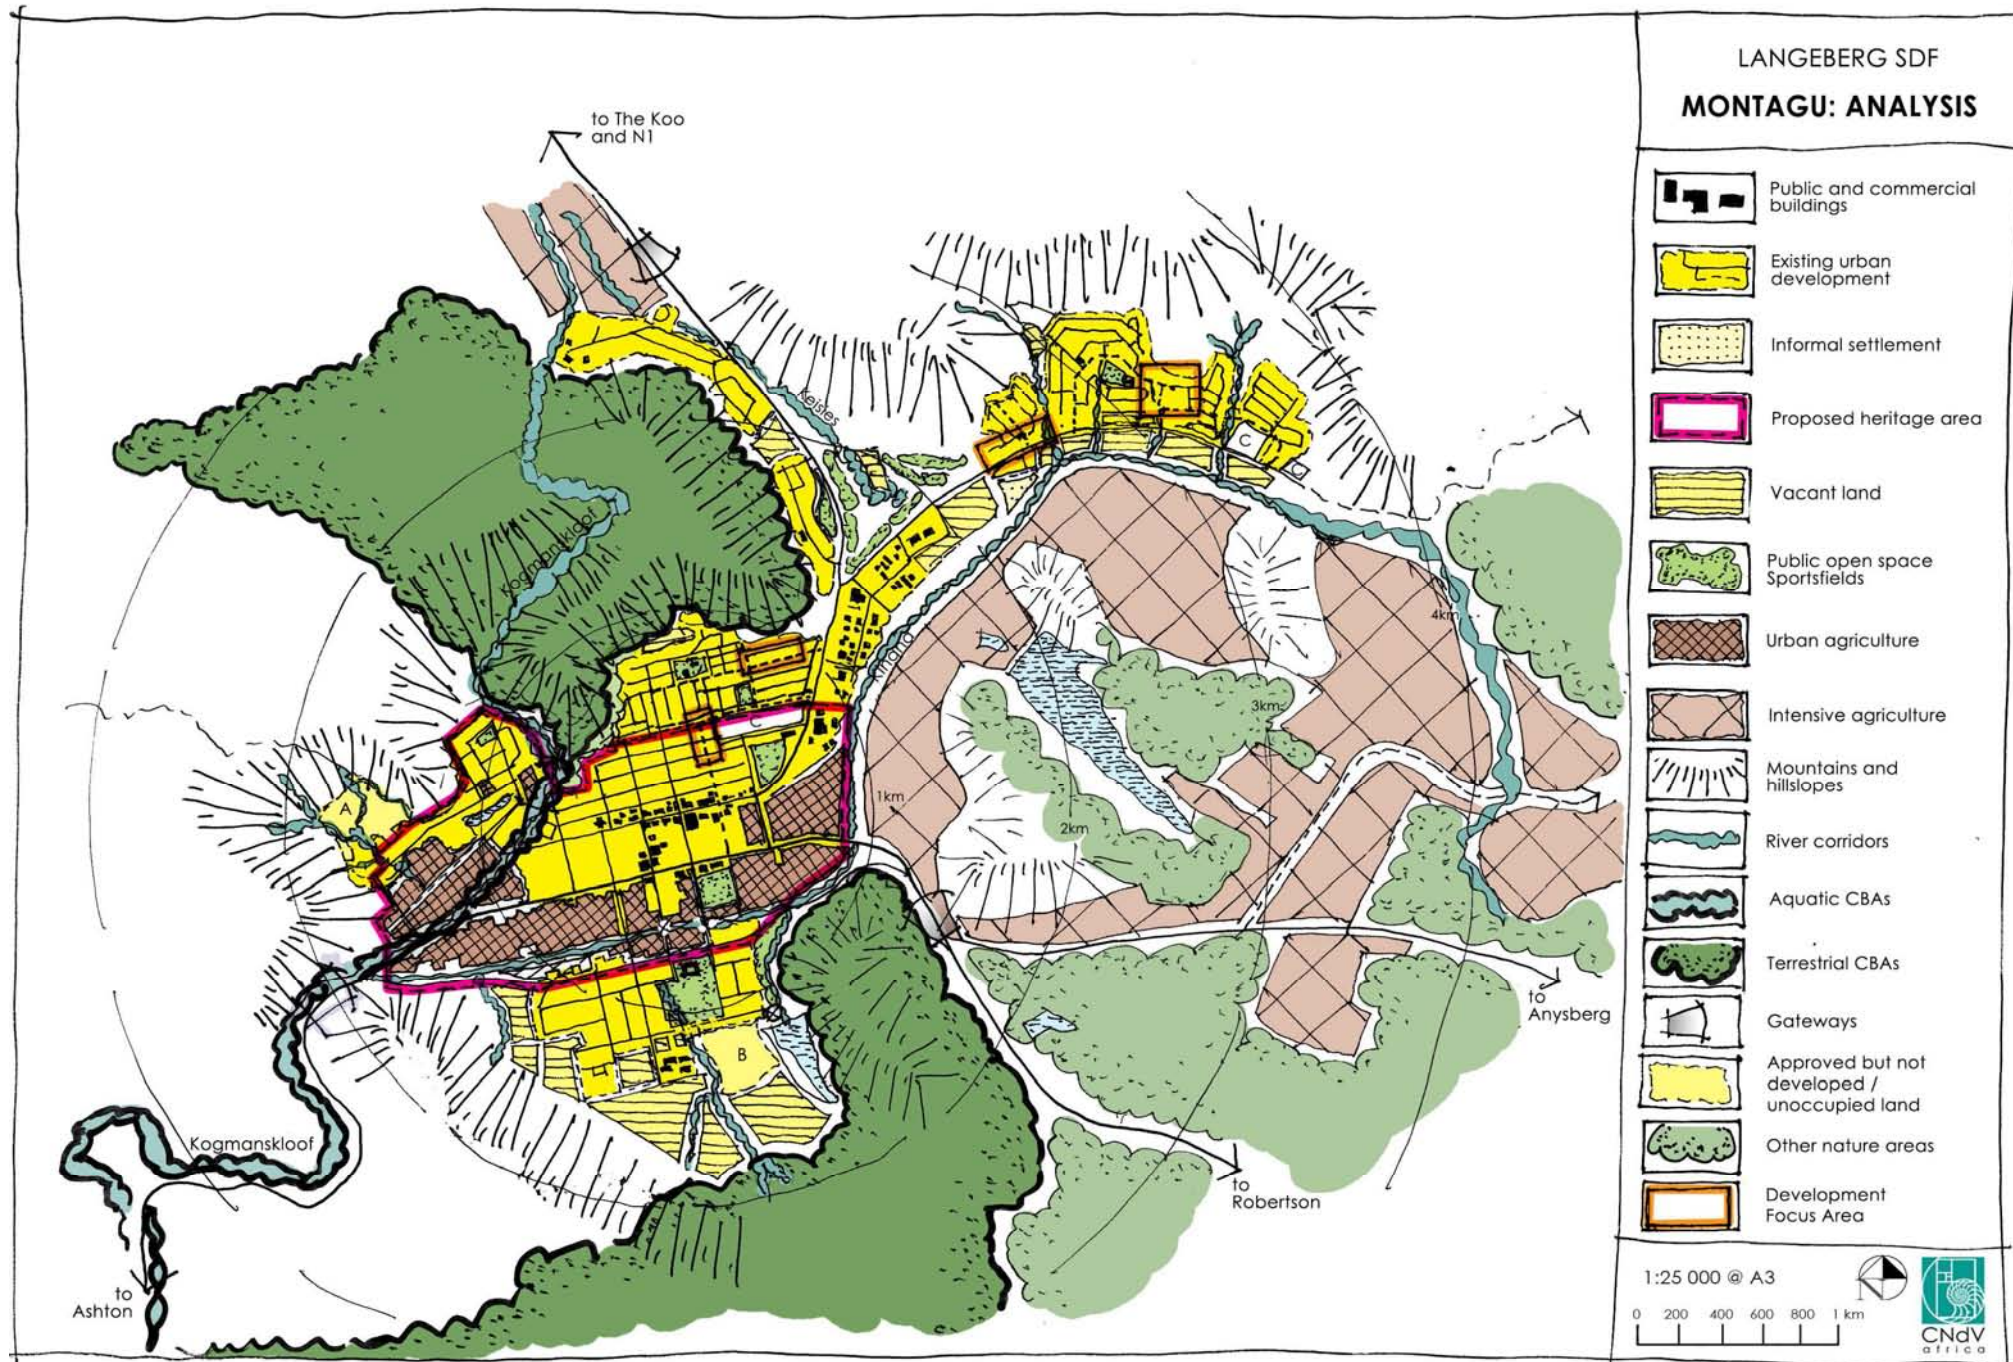 LANGEBERG SDF
MONTAGU: ANALYSIS
to The Koo
and N1
Keisies
Kogmanskloof
Kingna
4km
3km
2km
1km
A
B
C
C
C
to
Anysberg
to
Robertson
Kogmanskloof
to
Ashton
Public and commercial
buildings
Existing urban
development
Informal settlement
Proposed heritage area
Vacant land
Public open space
Sportsfields
Urban agriculture
Intensive agriculture
Mountains and
hillslopes
River corridors
Aquatic CBAs
Terrestrial CBAs
Gateways
Approved but not
developed /
unoccupied land
Other nature areas
Development
Focus Area
1:25 000 @ A3
N
0 200 400 600 800 1 km
CNdV
africa